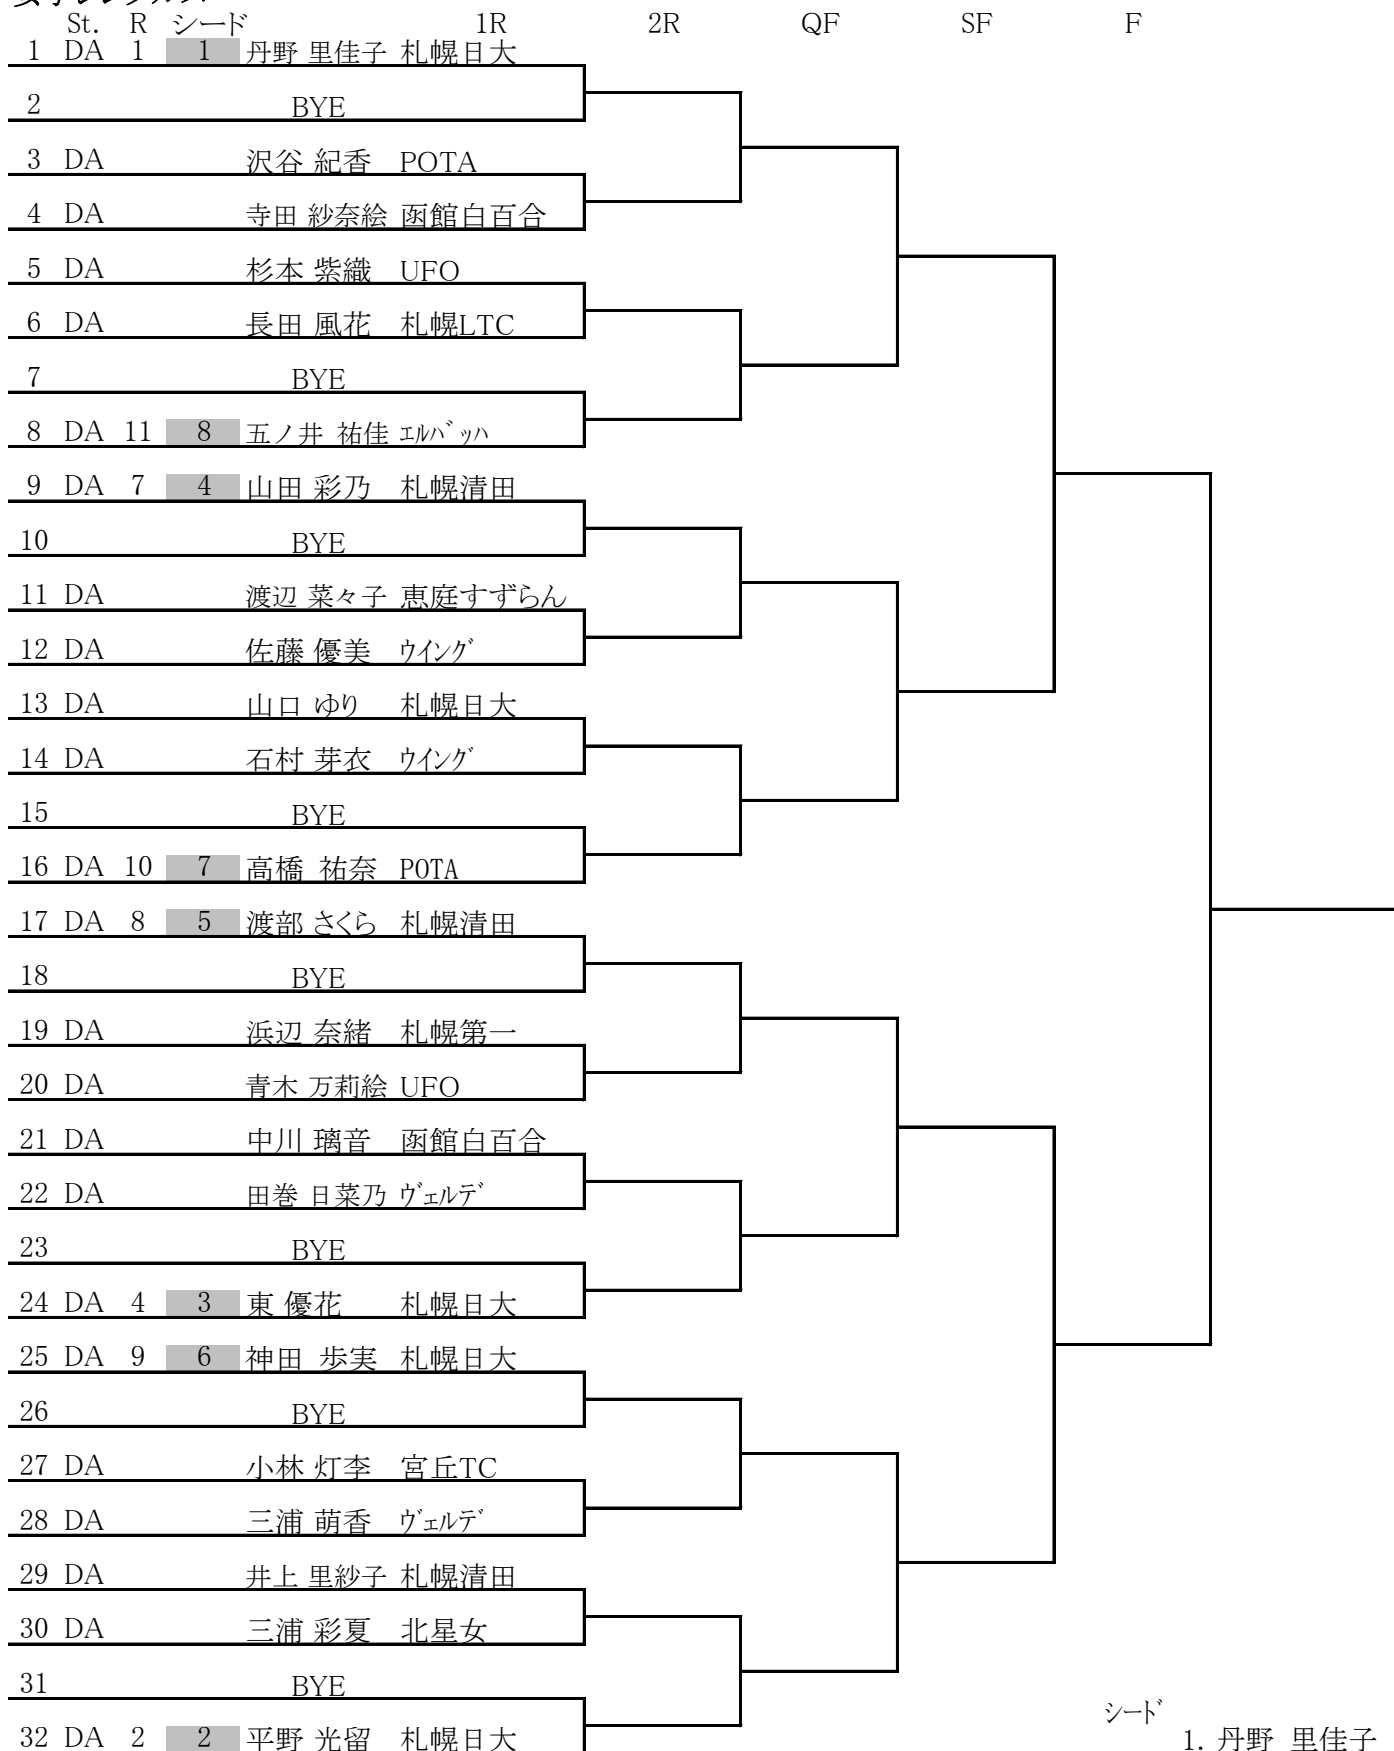 女子シングルス
St. R シード 1R 2R QF SF F
1 DA 1 1 丹野 里佳子 札幌日大
2 BYE
3 DA 沢谷 紀香 POTA
4 DA 寺田 紗奈絵 函館白百合
5 DA 杉本 紫織 UFO
6 DA 長田 風花 札幌LTC
7 BYE
8 DA 11 8 五ノ井 祐佳 ｴﾙﾊﾞｯﾊ
9 DA 7 4 山田 彩乃 札幌清田
10 BYE
11 DA 渡辺 菜々子 恵庭すずらん
12 DA 佐藤 優美 ｳｲﾝｸﾞ
13 DA 山口 ゆり 札幌日大
14 DA 石村 芽衣 ｳｲﾝｸﾞ
15 BYE
16 DA 10 7 高橋 祐奈 POTA
17 DA 8 5 渡部 さくら 札幌清田
18 BYE
19 DA 浜辺 奈緒 札幌第一
20 DA 青木 万莉絵 UFO
21 DA 中川 璃音 函館白百合
22 DA 田巻 日菜乃 ｳﾞｪﾙﾃﾞ
23 BYE
24 DA 4 3 東 優花 札幌日大
25 DA 9 6 神田 歩実 札幌日大
26 BYE
27 DA 小林 灯李 宮丘TC
28 DA 三浦 萌香 ｳﾞｪﾙﾃﾞ
29 DA 井上 里紗子 札幌清田
30 DA 三浦 彩夏 北星女
31 BYE
32 DA 2 2 平野 光留 札幌日大
ｼｰﾄﾞ
1. 丹野 里佳子